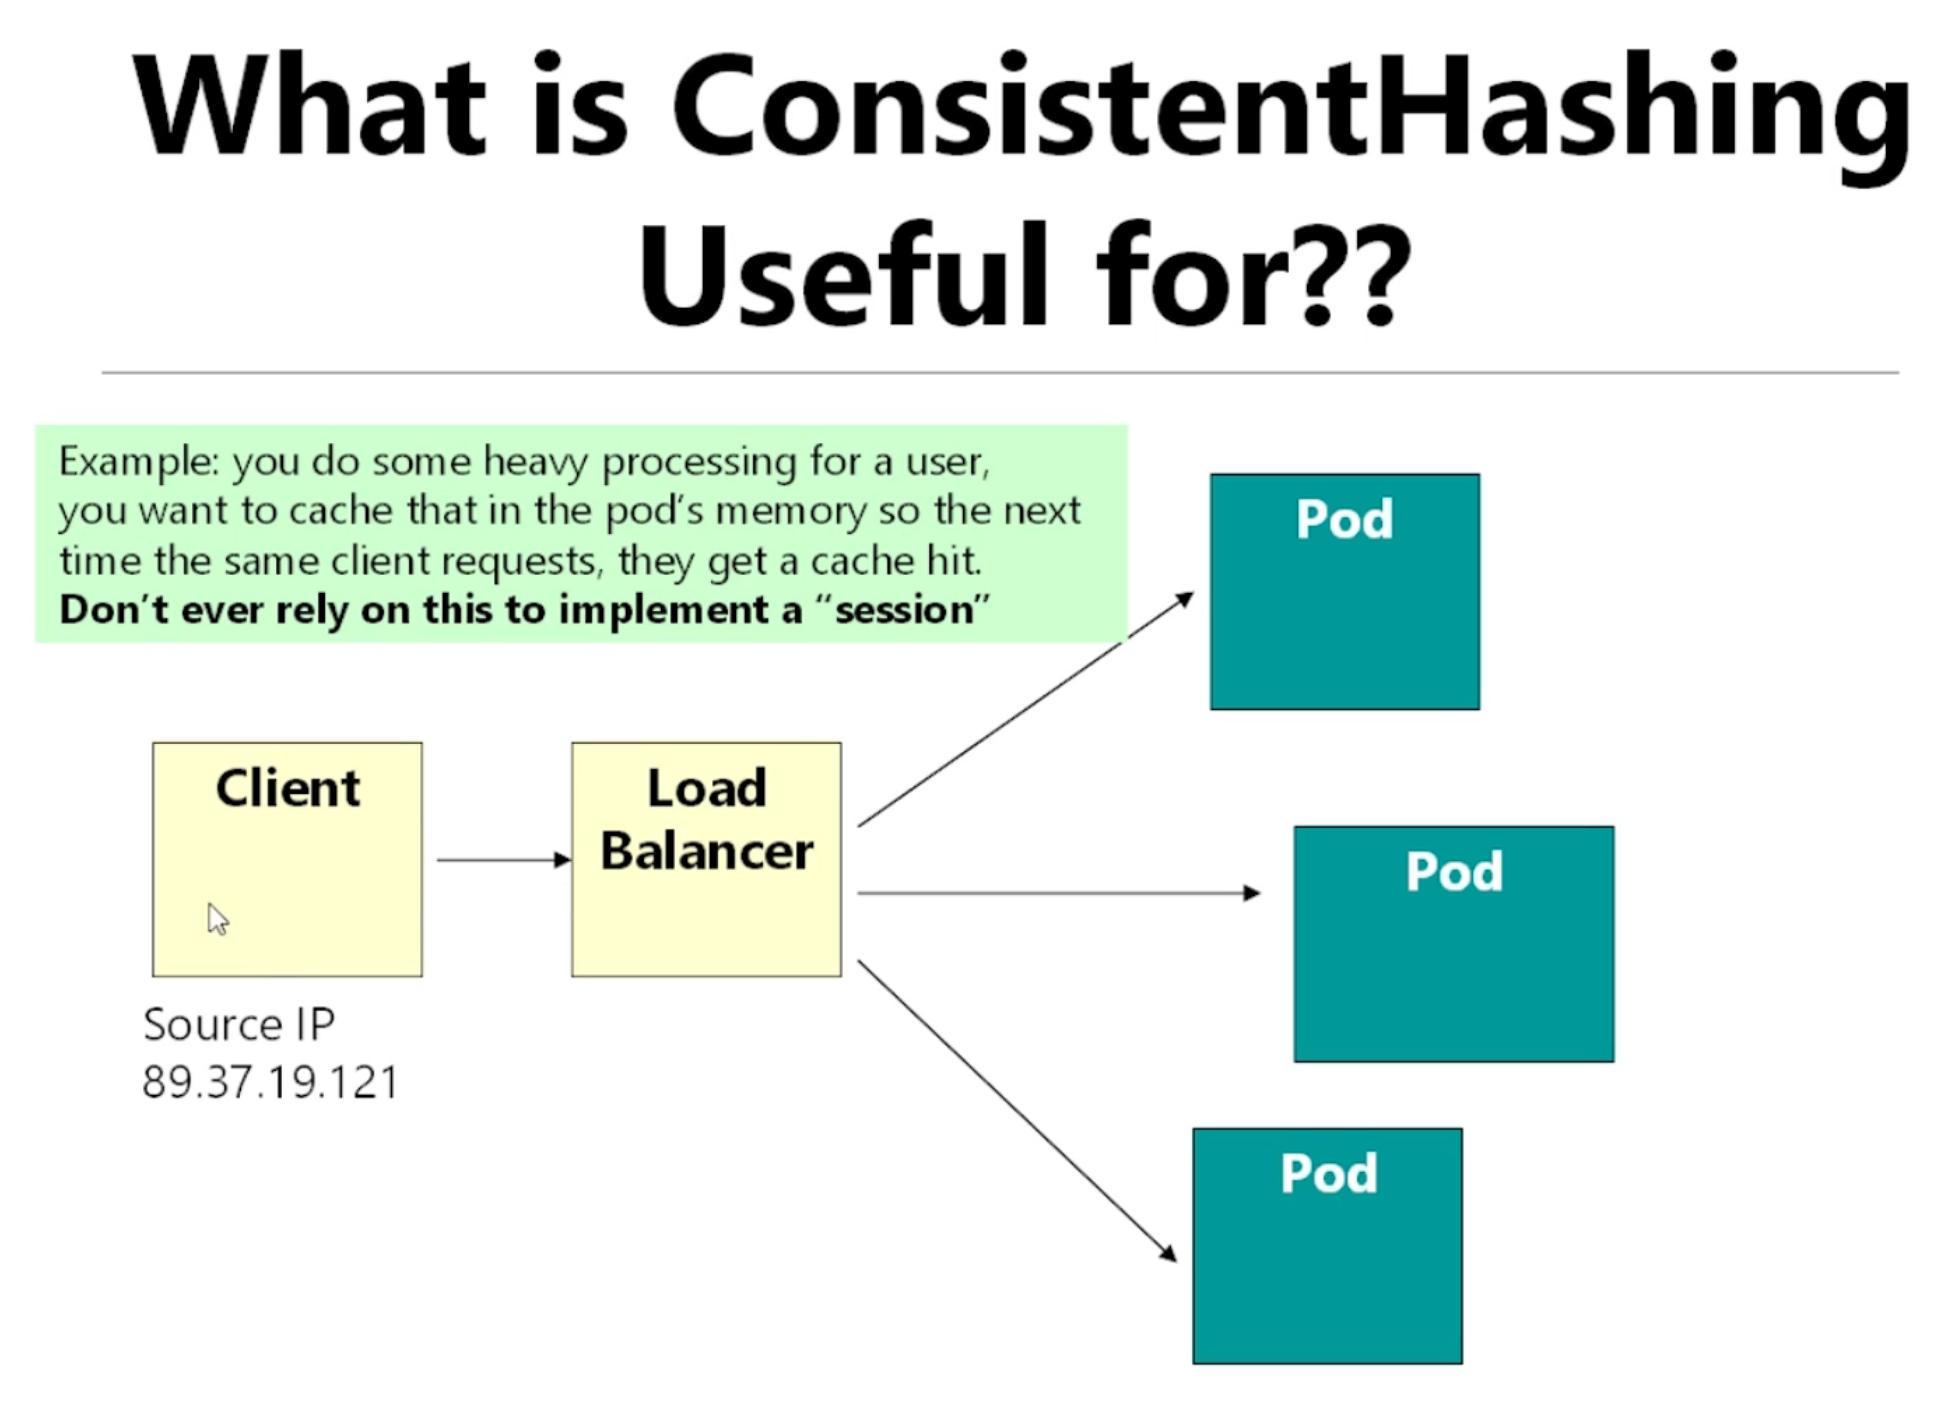 What is ConsistentHashing
Useful for??
Example: you do some heavy processing for a user,
you want to cache that in the pod’s memory so the next
time the same client requests, they get a cache hit.
Don’t ever rely on this to implement a “session”
Pod
Client
Load
Balancer
Pod
Source IP
89.37.19.121
Pod